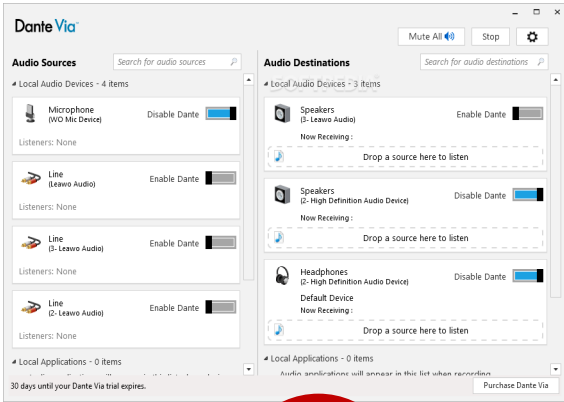 Dante Via™
Mute All
Stop
Audio Sources
Search for audio sources
Local Audio Devices - 4 items
Microphone
(WO Mic Device)
Disable Dante
Listeners: None
Line
(Leawo Audio)
Enable Dante
Listeners: None
Line
(3- Leawo Audio)
Enable Dante
Listeners: None
Line
(2- Leawo Audio)
Enable Dante
Listeners: None
Local Applications - 0 items
Audio Destinations
Search for audio destinations
SOFTPEDIA
Local Audio Devices - 3 items
Speakers
(3- Leawo Audio)
Enable Dante
Now Receiving :
Drop a source here to listen
Speakers
(2- High Definition Audio Device)
Disable Dante
Now Receiving :
Drop a source here to listen
Headphones
(2- High Definition Audio Device)
Disable Dante
Default Device
Now Receiving :
Drop a source here to listen
Local Applications - 0 items
Audio applications will appear in this list when recording
30 days until your Dante Via trial expires.
Purchase Dante Via